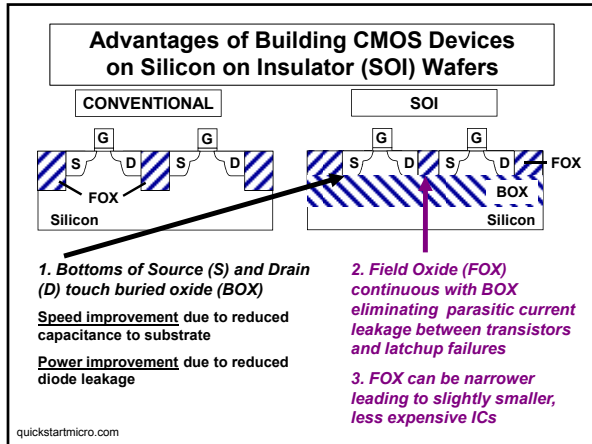 Advantages of Building CMOS Devices
on Silicon on Insulator (SOI) Wafers
CONVENTIONAL
SOI
G
G
S
D
S
D
FOX
Silicon
G
G
S
D
S
D
FOX
BOX
Silicon
1. Bottoms of Source (S) and Drain
(D) touch buried oxide (BOX)
Speed improvement due to reduced
capacitance to substrate
Power improvement due to reduced
diode leakage
2. Field Oxide (FOX)
continuous with BOX
eliminating parasitic current
leakage between transistors
and latchup failures
3. FOX can be narrower
leading to slightly smaller,
less expensive ICs
quickstartmicro.com